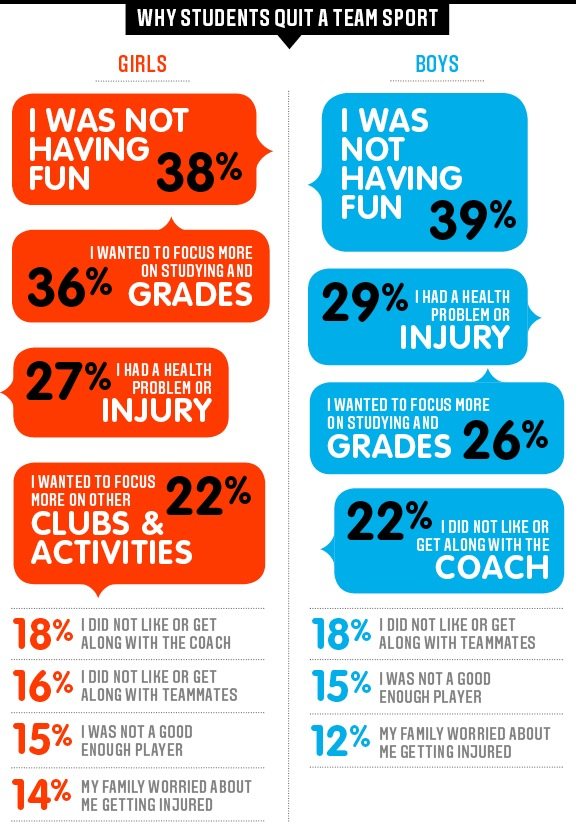 WHY STUDENTS QUIT A TEAM SPORT
GIRLS
I WAS NOT
HAVING
FUN 38%
I WANTED TO FOCUS MORE
ON STUDYING AND
36% GRADES
27% I HAD A HEALTH
PROBLEM OR
INJURY
I WANTED TO FOCUS
MORE ON OTHER 22%
CLUBS &
ACTIVITIES
18% I DID NOT LIKE OR GET
ALONG WITH THE COACH
16% I DID NOT LIKE OR GET
ALONG WITH TEAMMATES
15% I WAS NOT A GOOD
ENOUGH PLAYER
14% MY FAMILY WORRIED ABOUT
ME GETTING INJURED
BOYS
I WAS
NOT
HAVING
FUN 39%
29% I HAD A HEALTH
PROBLEM OR
INJURY
I WANTED TO FOCUS MORE
ON STUDYING AND
GRADES 26%
22% I DID NOT LIKE OR
GET ALONG WITH THE
COACH
18% I DID NOT LIKE OR GET
ALONG WITH TEAMMATES
15% I WAS NOT A GOOD
ENOUGH PLAYER
12% MY FAMILY WORRIED ABOUT
ME GETTING INJURED